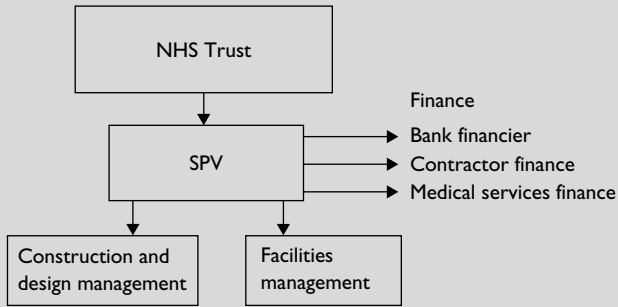 NHS Trust
Finance
Bank financier
SPV
Contractor finance
Medical services finance
Construction and
design management
Facilities
management